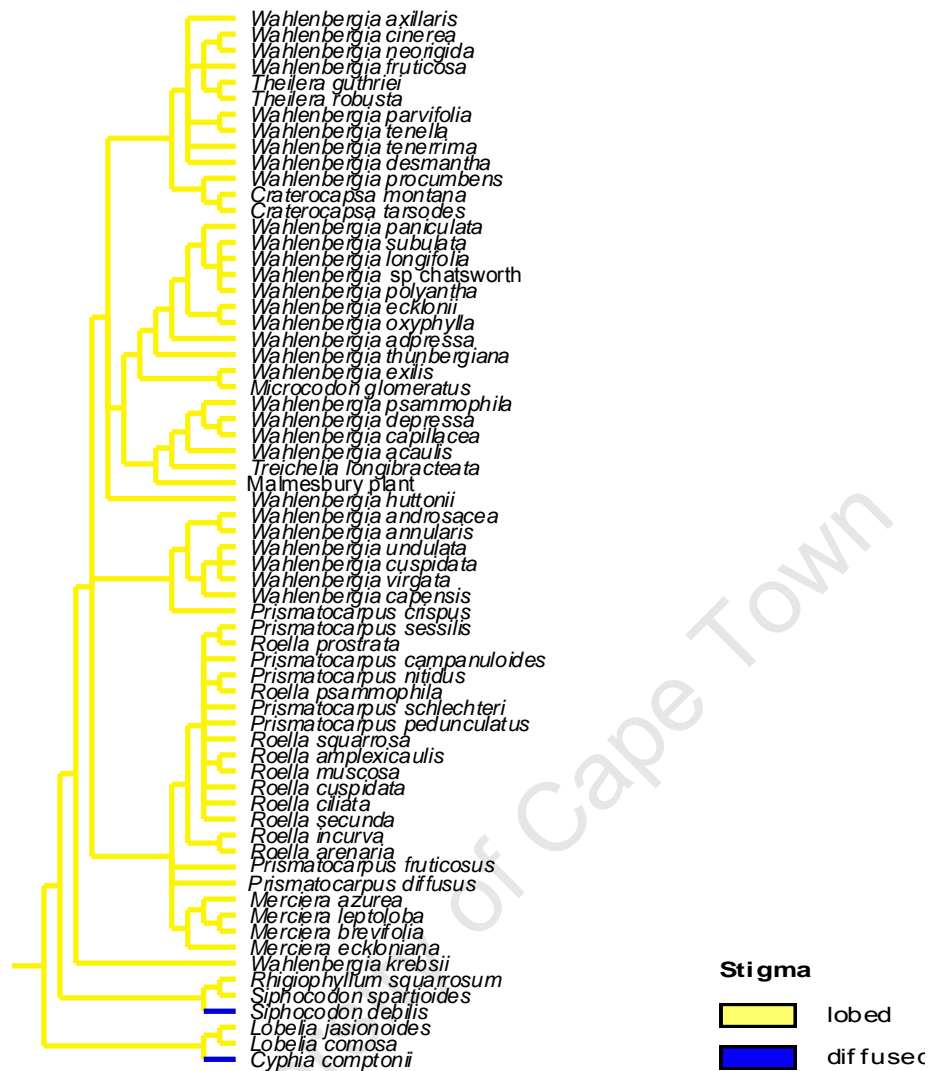 Wahlenbergia axillaris
Wahlenbergia cinerea
Wahlenbergia neorigida
Wahlenbergia fruticosa
Theilera guthriei
Theilera robusta
Wahlenbergia parvifolia
Wahlenbergia tenella
Wahlenbergia tenerrima
Wahlenbergia desmantha
Wahlenbergia procumbens
Craterocapsa montana
Craterocapsa tarsodes
Wahlenbergia paniculata
Wahlenbergia subulata
Wahlenbergia longifolia
Wahlenbergia sp chatsworth
Wahlenbergia polyantha
Wahlenbergia ecklonii
Wahlenbergia oxyphylla
Wahlenbergia adpressa
Wahlenbergia thunbergiana
Wahlenbergia exilis
Microcodon glomeratus
Wahlenbergia psammophila
Wahlenbergia depressa
Wahlenbergia capillacea
Wahlenbergia acaulis
Treichelia longibracteata
Malmesbury plant
Wahlenbergia huttonii
Wahlenbergia androsacea
Wahlenbergia annularis
Wahlenbergia undulata
Wahlenbergia cuspidata
Wahlenbergia virgata
Wahlenbergia capensis
Prismatocarpus crispus
Prismatocarpus sessilis
Roella prostrata
Prismatocarpus campanuloides
Prismatocarpus nitidus
Roella psammophila
Prismatocarpus schlechteri
Prismatocarpus pedunculatus
Roella squarrosa
Roella amplexicaulis
Roella muscosa
Roella cuspidata
Roella ciliata
Roella secunda
Roella incurva
Roella arenaria
Prismatocarpus fruticosus
Prismatocarpus diffusus
Merciera azurea
Merciera leptoloba
Merciera brevifolia
Merciera eckloniana
Wahlenbergia krebsii
Rhigiophyllum squarrosum
Siphocodon spartioides
Siphocodon debilis
Lobelia jasionoides
Lobelia comosa
Cyphia comptonii
Stigma
lobed
diffused
of Cape Town